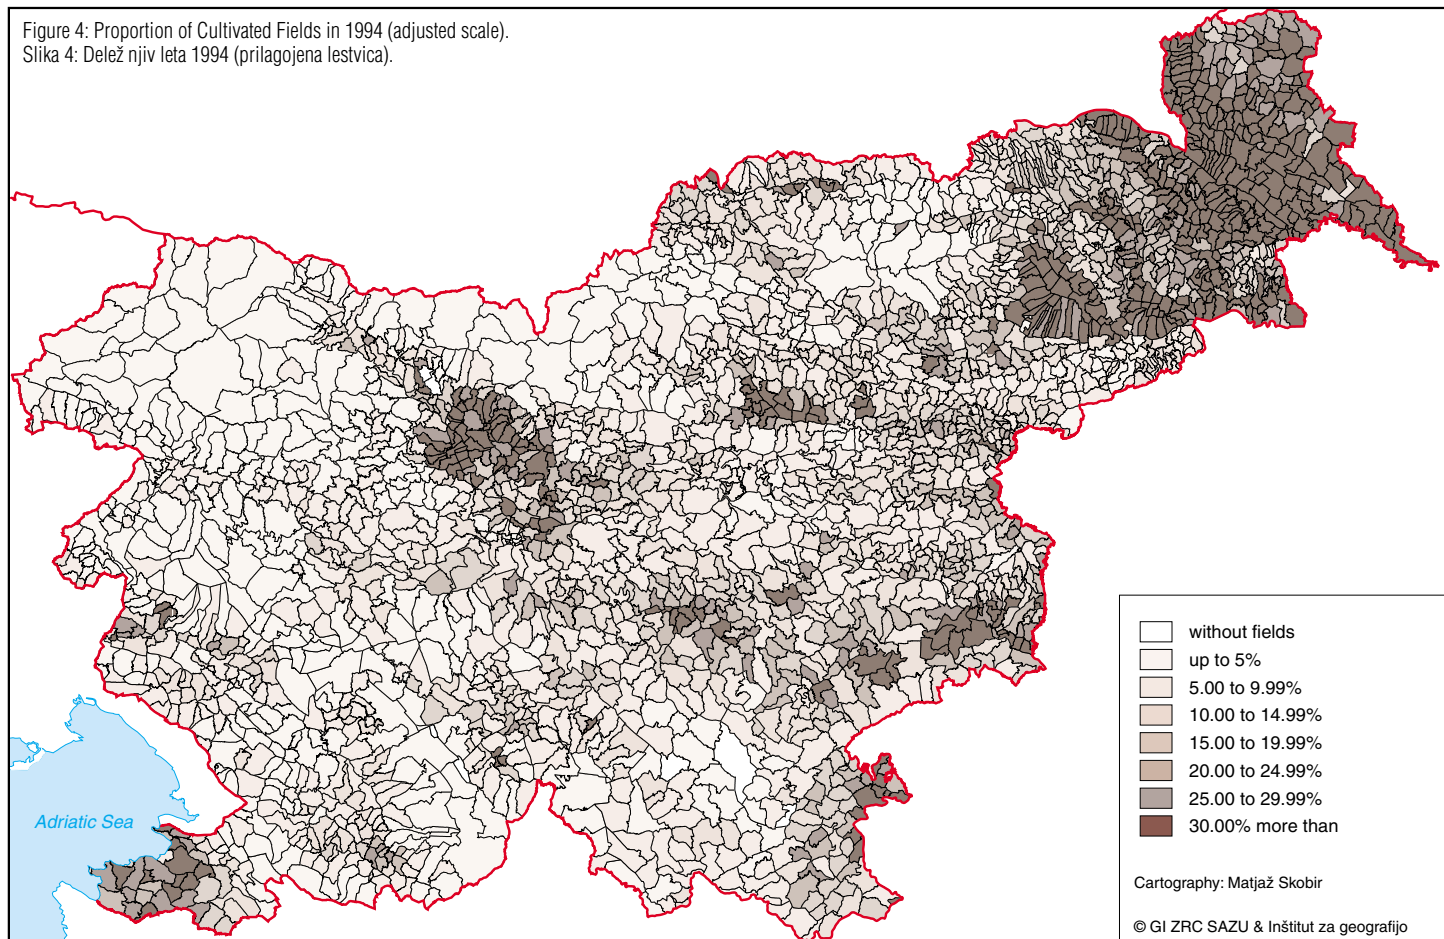 Figure 4: Proportion of Cultivated Fields in 1994 (adjusted scale).
Slika 4: Delež njiv leta 1994 (prilagojena lestvica).
Adriatic Sea
without fields
up to 5%
5.00 to 9.99%
10.00 to 14.99%
15.00 to 19.99%
20.00 to 24.99%
25.00 to 29.99%
30.00% more than
Cartography: Matjaž Skobir
© GI ZRC SAZU & Inštitut za geografijo